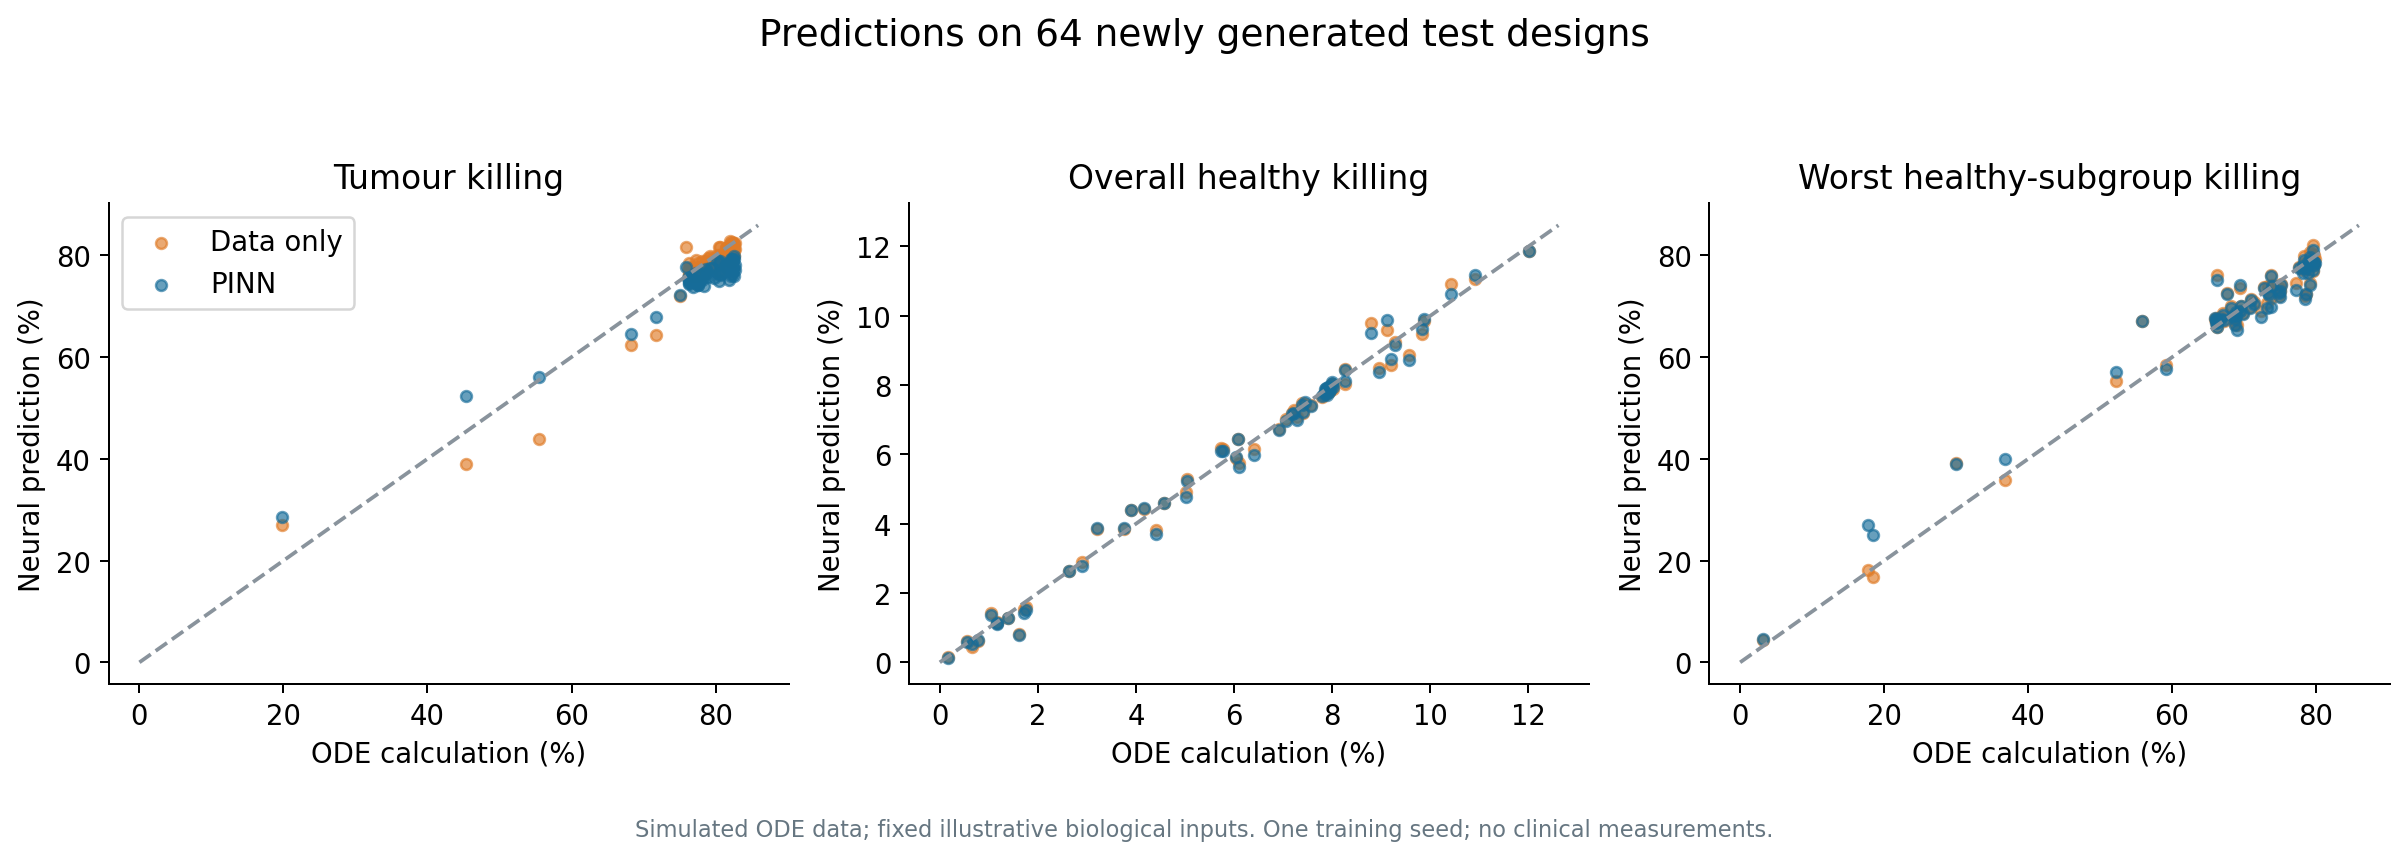 Predictions on 64 newly generated test designs
Tumour killing
Data only
PINN
80
60
40
20
0
0 20 40 60 80
Neural prediction (%)
ODE calculation (%)
Overall healthy killing
12
10
8
6
4
2
0
0 2 4 6 8 10 12
Neural prediction (%)
ODE calculation (%)
Worst healthy-subgroup killing
80
60
40
20
0
0 20 40 60 80
Neural prediction (%)
ODE calculation (%)
Simulated ODE data; fixed illustrative biological inputs. One training seed; no clinical measurements.